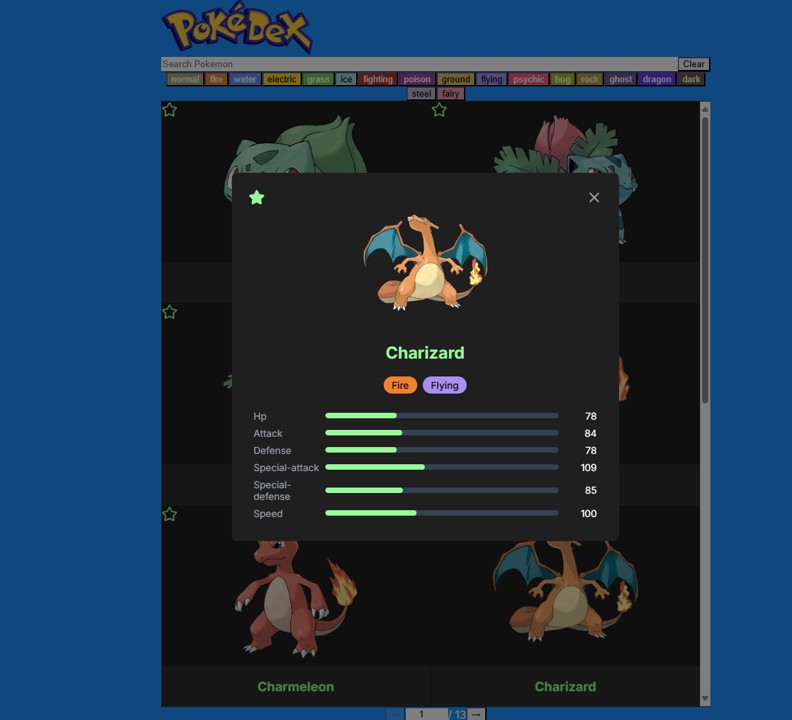 PokéDex
Search Pokemon Clear
normal fire water electric grass ice fighting poison ground flying psychic bug rock ghost dragon dark
steel fairy
Charizard
Fire Flying
Hp 78
Attack 84
Defense 78
Special-attack 109
Special-
defense 85
Speed 100
Charmeleon Charizard
← 1 / 13 →